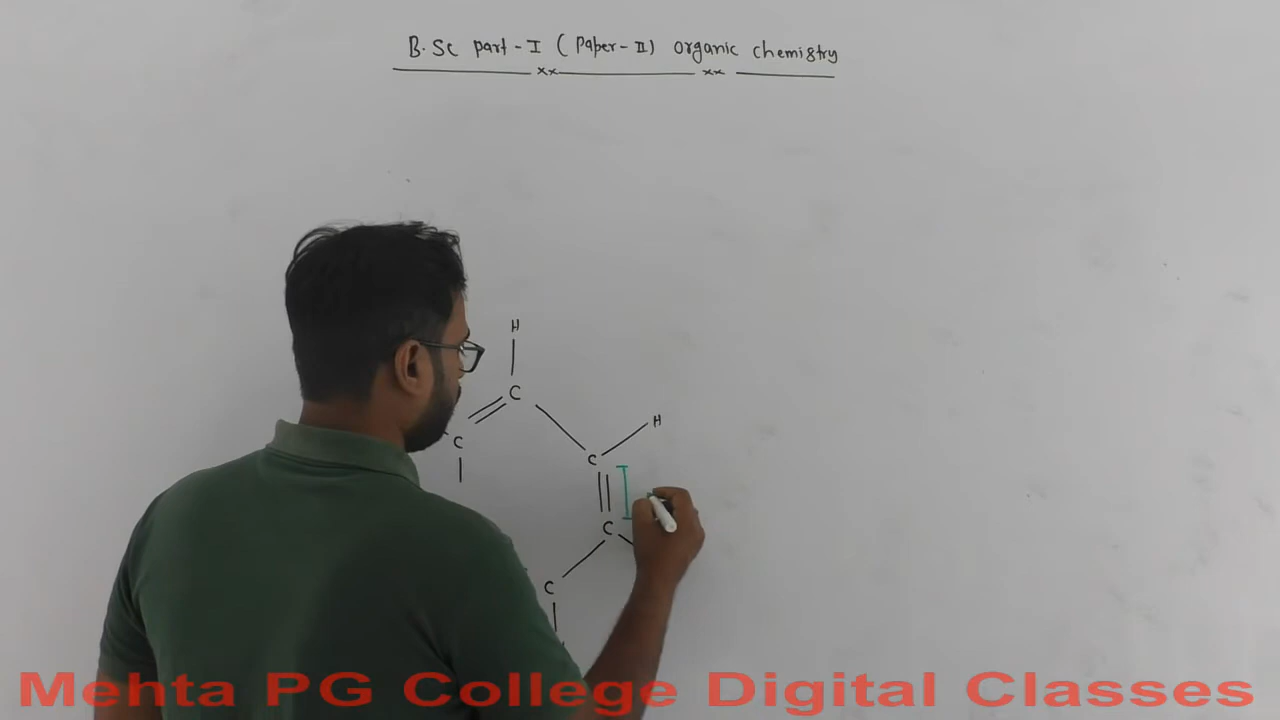 B.Sc part-I (Paper-II) organic chemistry
xx xx
H
C
H
C
C
C
C
Mehta PG College Digital Classes